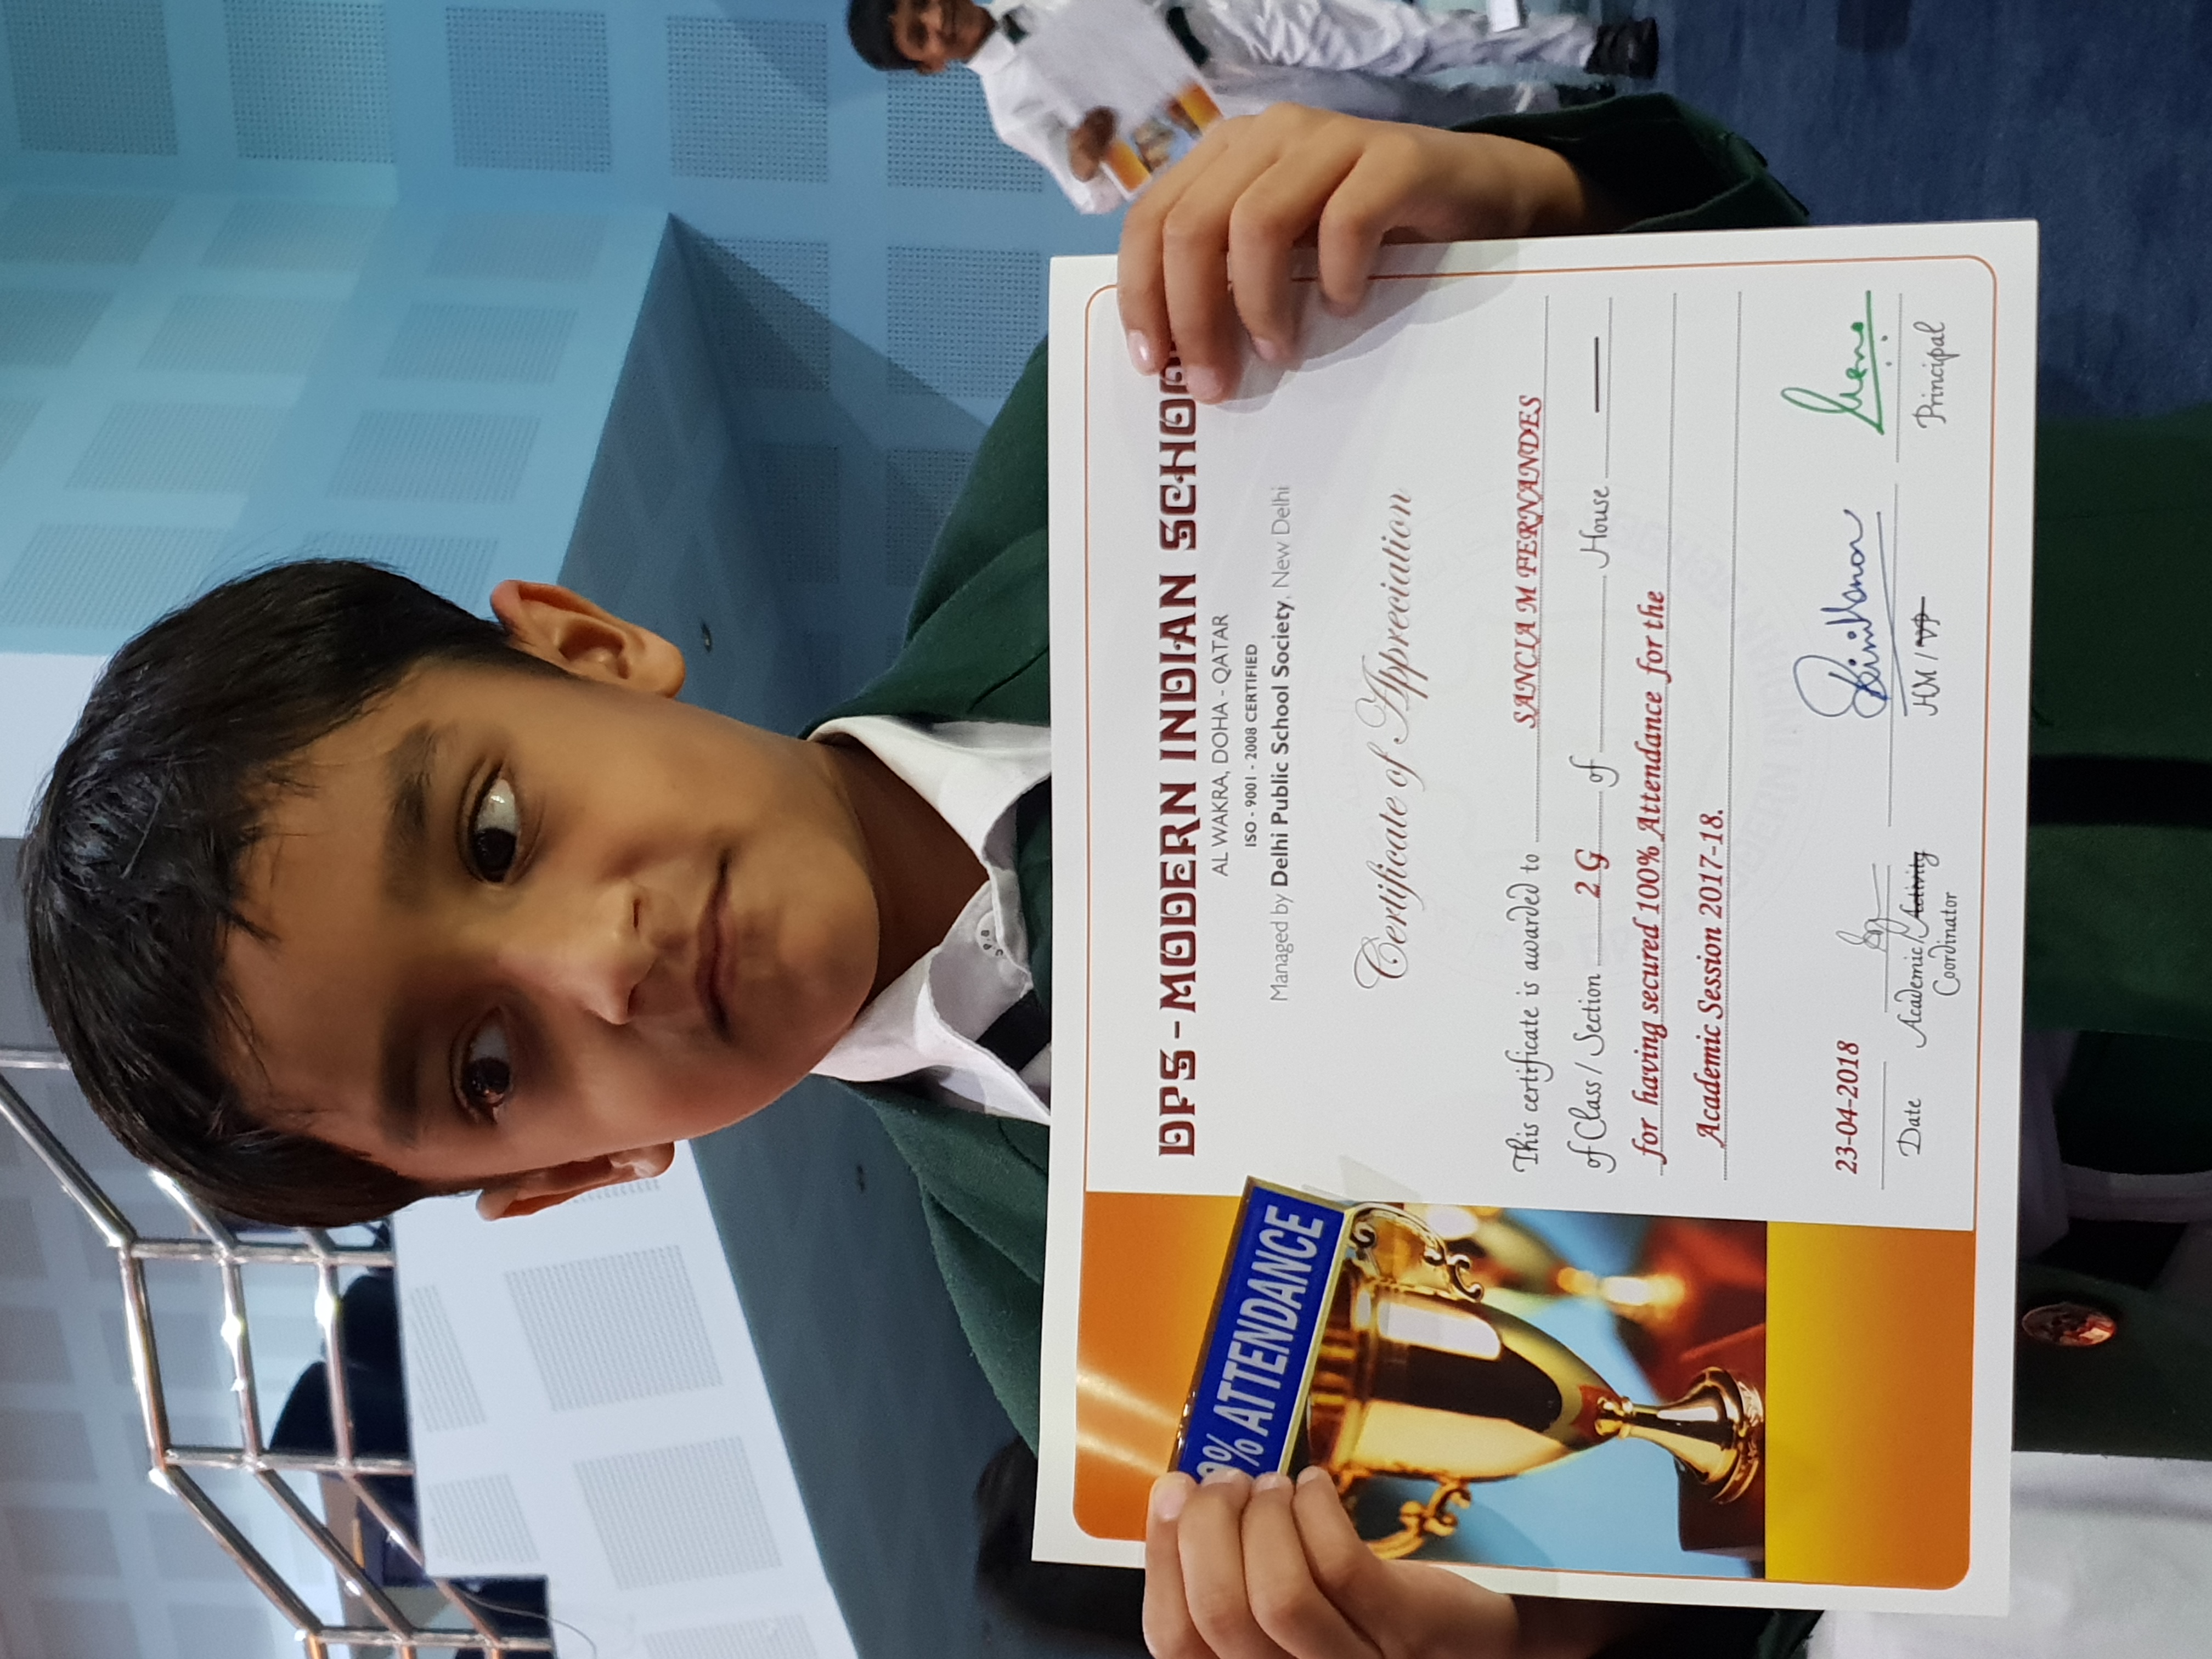 DPS-MODERN INDIAN SCHOO
AL WAKRA, DOHA - QATAR
ISO - 9001 - 2008 CERTIFIED
Managed by Delhi Public School Society, New Delhi
% ATTENDANCE
Certificate of Appreciation
This certificate is awarded to SANCIA M FERNANDES
of Class / Section 2 G of House
for having secured 100% Attendance for the
Academic Session 2017-18.
23-04-2018
Date Academic / Activity HM / VP Principal
Coordinator